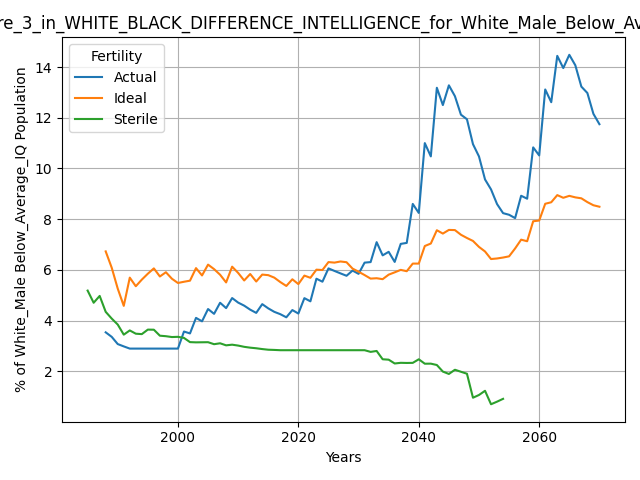 re_3_in_WHITE_BLACK_DIFFERENCE_INTELLIGENCE_for_White_Male_Below_Av
Fertility
Actual
Ideal
Sterile
% of White_Male Below_Average_IQ Population
14
12
10
8
6
4
2
2000 2020 2040 2060
Years